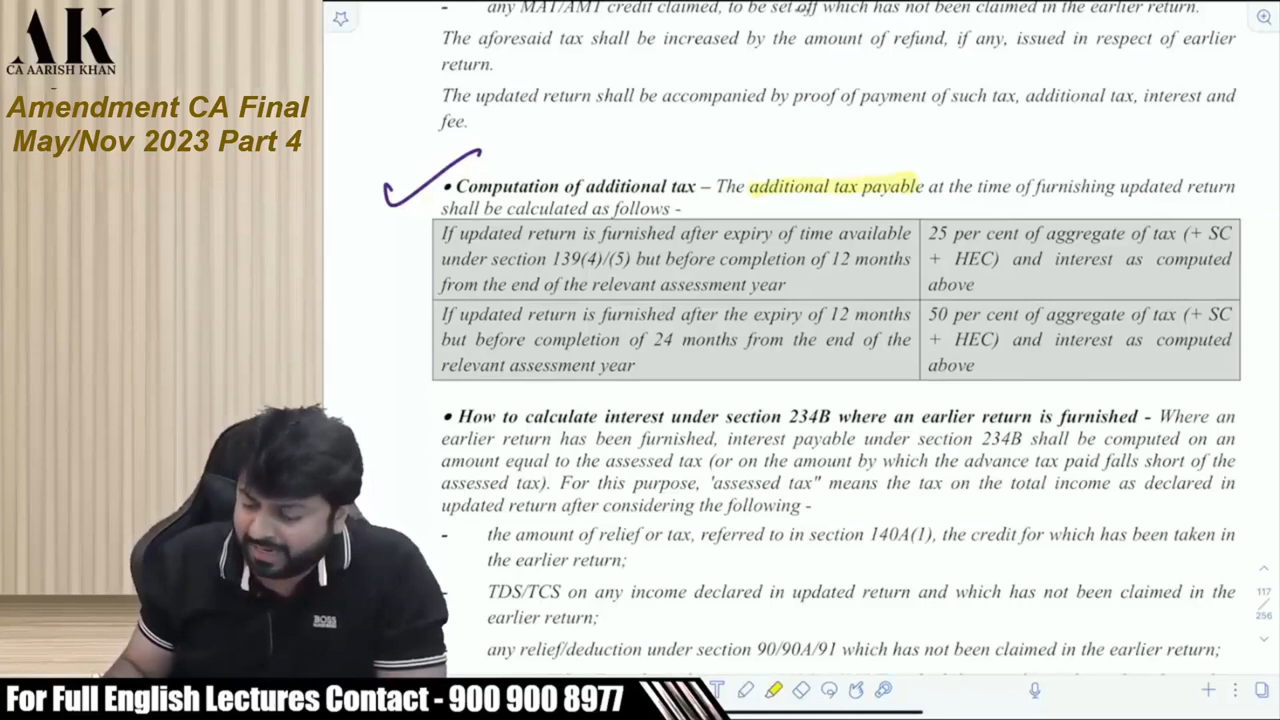 any MAT/AMT credit claimed, to be set off which has not been claimed in the earlier return.
The aforesaid tax shall be increased by the amount of refund, if any, issued in respect of earlier
return.
The updated return shall be accompanied by proof of payment of such tax, additional tax, interest and
fee.
AK
CA AARISH KHAN
Amendment CA Final
May/Nov 2023 Part 4
• Computation of additional tax – The additional tax payable at the time of furnishing updated return
shall be calculated as follows -
If updated return is furnished after expiry of time available
under section 139(4)/(5) but before completion of 12 months
from the end of the relevant assessment year
25 per cent of aggregate of tax (+ SC
+ HEC) and interest as computed
above
If updated return is furnished after the expiry of 12 months
but before completion of 24 months from the end of the
relevant assessment year
50 per cent of aggregate of tax (+ SC
+ HEC) and interest as computed
above
• How to calculate interest under section 234B where an earlier return is furnished - Where an
earlier return has been furnished, interest payable under section 234B shall be computed on an
amount equal to the assessed tax (or on the amount by which the advance tax paid falls short of the
assessed tax). For this purpose, 'assessed tax" means the tax on the total income as declared in
updated return after considering the following -
- the amount of relief or tax, referred to in section 140A(1), the credit for which has been taken in
the earlier return;
TDS/TCS on any income declared in updated return and which has not been claimed in the
earlier return;
any relief/deduction under section 90/90A/91 which has not been claimed in the earlier return;
117
256
BOSS
For Full English Lectures Contact - 900 900 8977